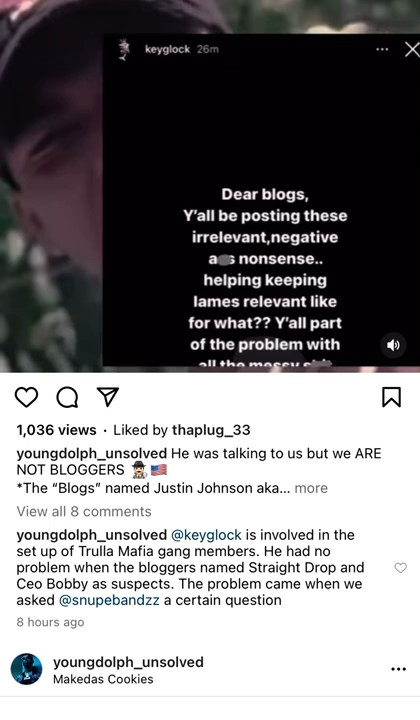 keyglock 26m
Dear blogs,
Y'all be posting these
irrelevant,negative
nonsense..
helping keeping
lames relevant like
for what?? Y'all part
of the problem with
all the messy
1,036 views · Liked by thaplug_33
youngdolph_unsolved He was talking to us but we ARE
NOT BLOGGERS
*The “Blogs” named Justin Johnson aka... more
View all 8 comments
youngdolph_unsolved @keyglock is involved in the
set up of Trulla Mafia gang members. He had no
problem when the bloggers named Straight Drop and
Ceo Bobby as suspects. The problem came when we
asked @snupebandzz a certain question
8 hours ago
youngdolph_unsolved
Makedas Cookies